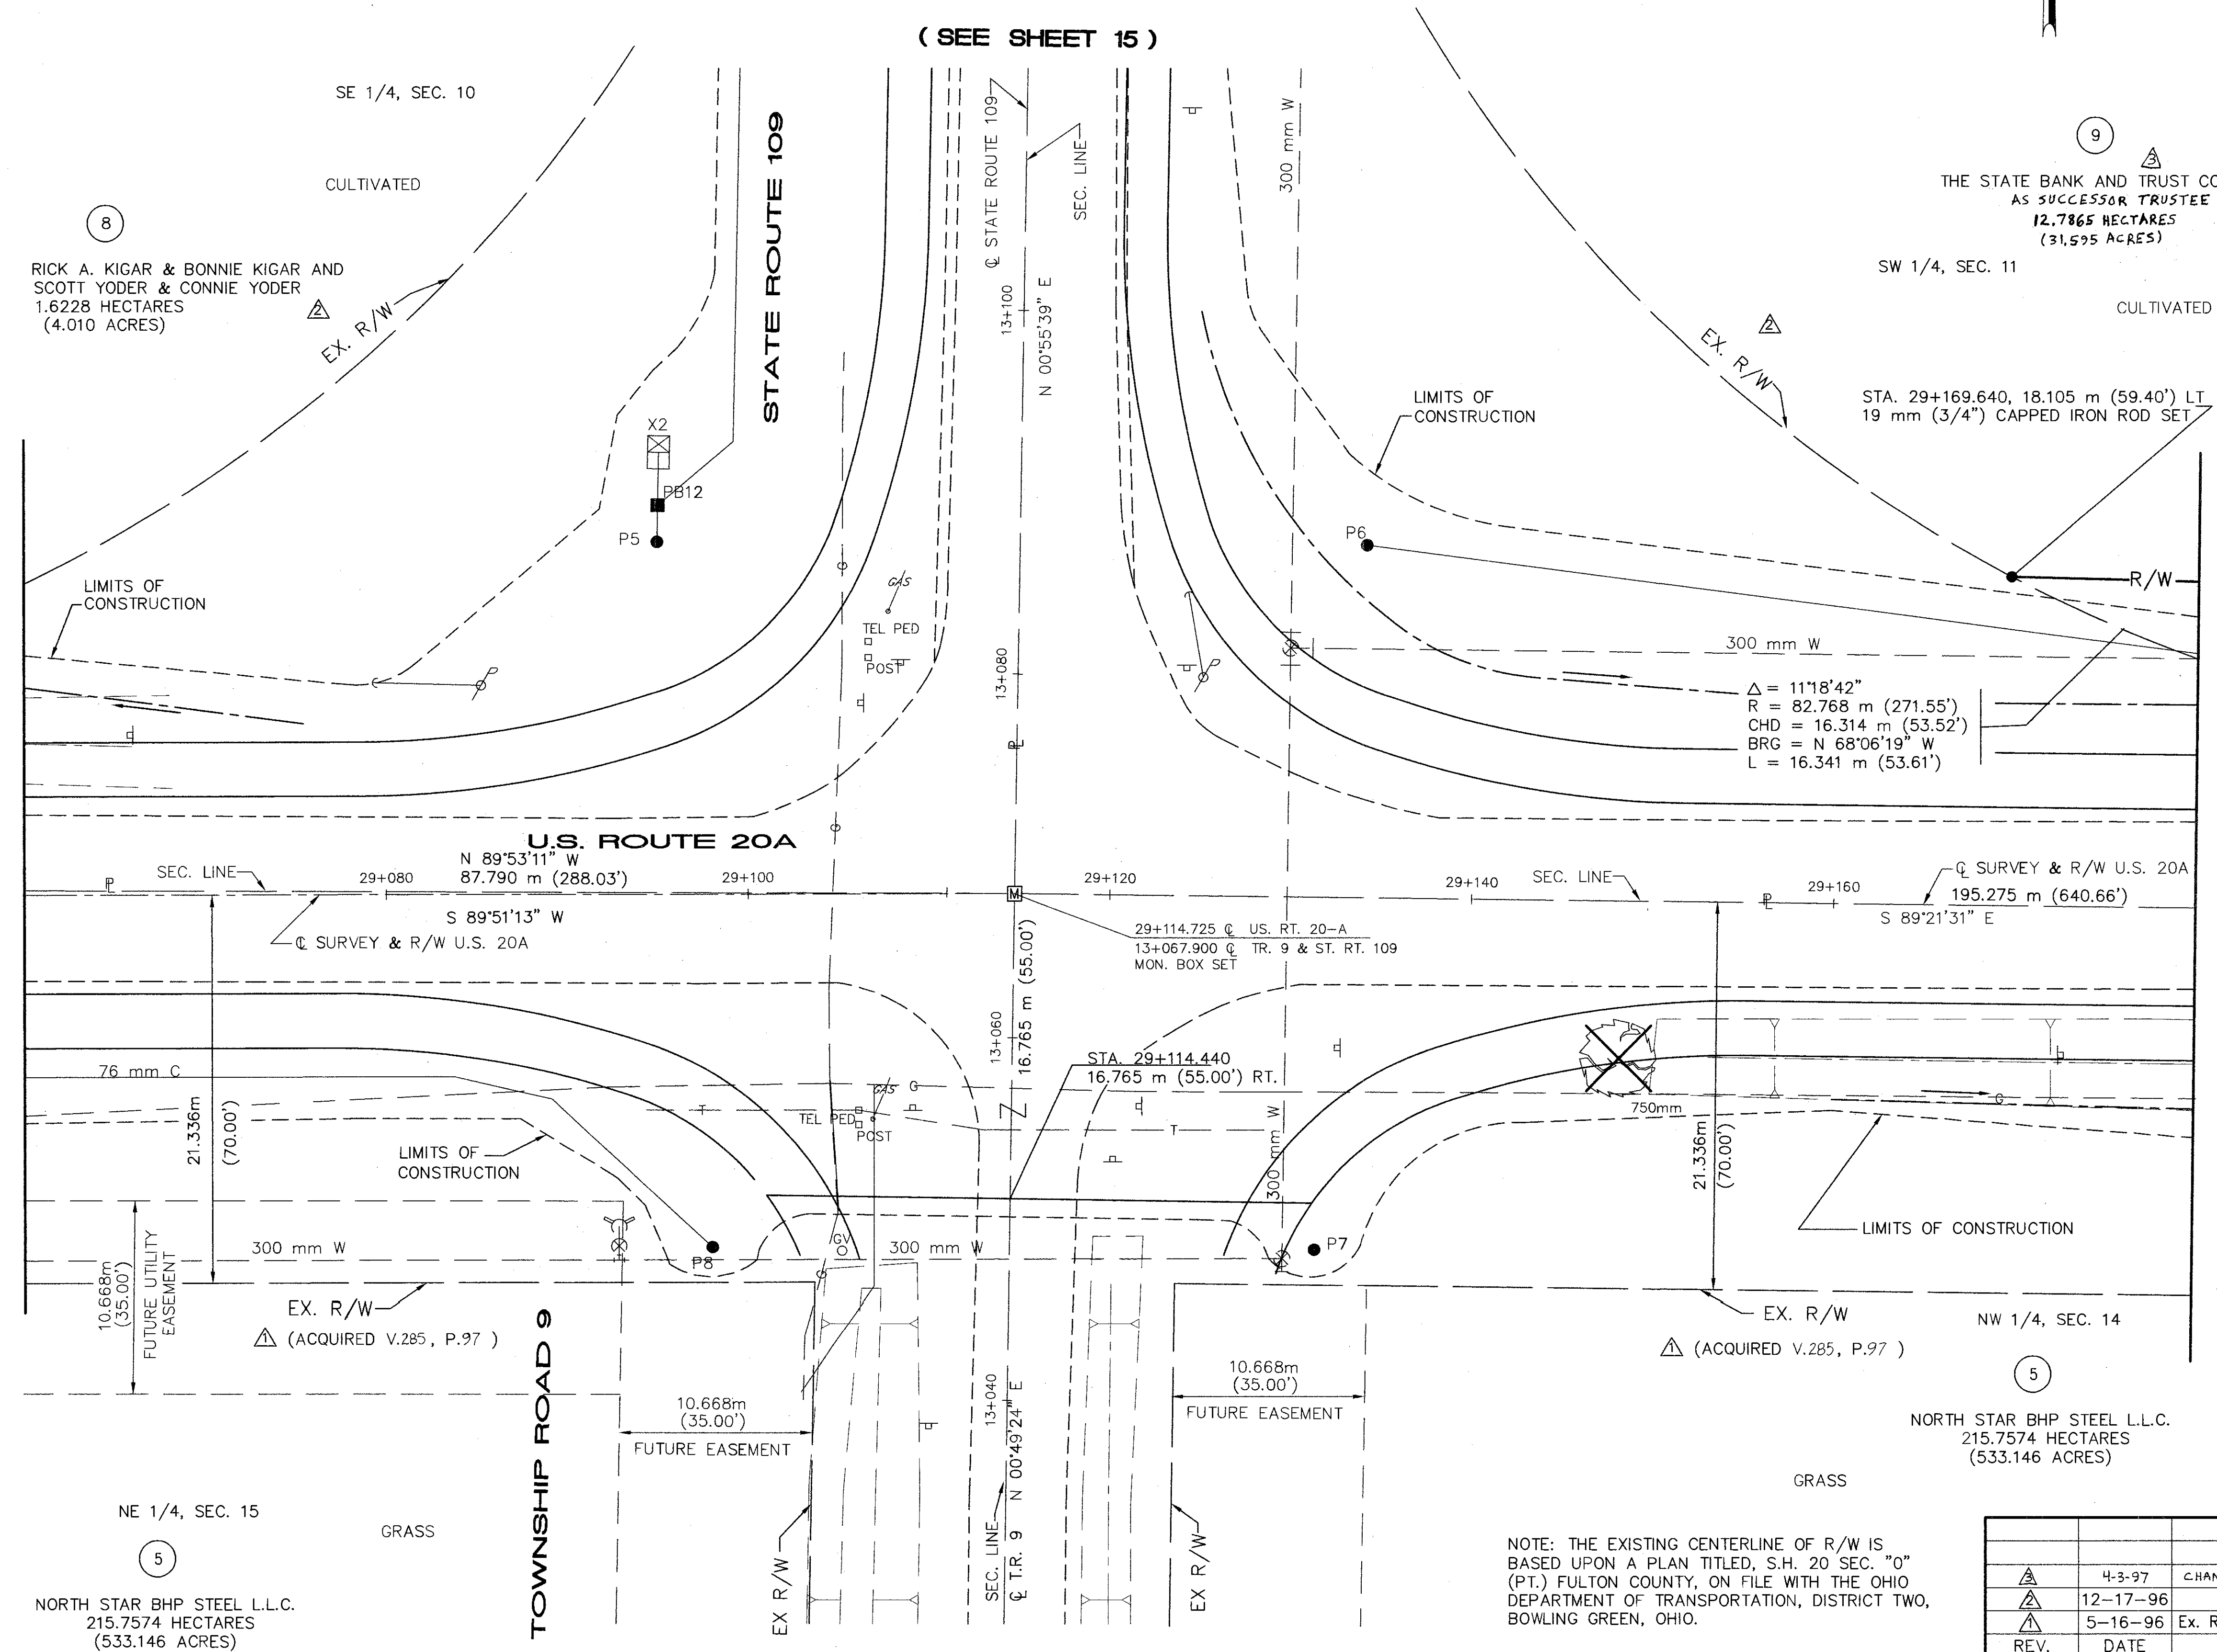 ( SEE SHEET 15 )
SE 1/4, SEC. 10
CULTIVATED
8
RICK A. KIGAR & BONNIE KIGAR AND
SCOTT YODER & CONNIE YODER
1.6228 HECTARES
(4.010 ACRES)
2
EX. R/W
STATE ROUTE 109
℄ STATE ROUTE 109
SEC. LINE
13+100
N 00°55'39" E
300 mm W
9
3
THE STATE BANK AND TRUST CO
AS SUCCESSOR TRUSTEE
12.7865 HECTARES
(31.595 ACRES)
SW 1/4, SEC. 11
CULTIVATED
2
EX. R/W
LIMITS OF
CONSTRUCTION
STA. 29+169.640, 18.105 m (59.40') LT
19 mm (3/4") CAPPED IRON ROD SET
X2
PB12
P5
P6
R/W
LIMITS OF
CONSTRUCTION
GAS
TEL PED
POST
13+080
300 mm W
Δ = 11°18'42"
R = 82.768 m (271.55')
CHD = 16.314 m (53.52')
BRG = N 68°06'19" W
L = 16.341 m (53.61')
U.S. ROUTE 20A
N 89°53'11" W
87.790 m (288.03')
SEC. LINE
29+080
29+100
29+120
29+140
SEC. LINE
29+160
℄ SURVEY & R/W U.S. 20A
195.275 m (640.66')
S 89°21'31" E
S 89°51'13" W
℄ SURVEY & R/W U.S. 20A
M
29+114.725 ℄ US. RT. 20-A
13+067.900 ℄ TR. 9 & ST. RT. 109
MON. BOX SET
16.765 m (55.00')
13+060
STA. 29+114.440
16.765 m (55.00') RT.
76 mm C
21.336m
(70.00')
GAS
G
T
TEL PED
POST
T
300 mm W
750mm
G
21.336m
(70.00')
LIMITS OF
CONSTRUCTION
LIMITS OF CONSTRUCTION
10.668m
(35.00')
FUTURE UTILITY
EASEMENT
300 mm W
P8
GV
300 mm W
P7
EX. R/W
1 (ACQUIRED V.285, P.97 )
EX. R/W
1 (ACQUIRED V.285, P.97 )
NW 1/4, SEC. 14
5
NORTH STAR BHP STEEL L.L.C.
215.7574 HECTARES
(533.146 ACRES)
GRASS
TOWNSHIP ROAD 9
10.668m
(35.00')
FUTURE EASEMENT
10.668m
(35.00')
FUTURE EASEMENT
13+040
N 00°49'24" E
SEC. LINE
℄ T.R. 9
EX R/W
EX R/W
NE 1/4, SEC. 15
GRASS
5
NORTH STAR BHP STEEL L.L.C.
215.7574 HECTARES
(533.146 ACRES)
NOTE: THE EXISTING CENTERLINE OF R/W IS
BASED UPON A PLAN TITLED, S.H. 20 SEC. "O"
(PT.) FULTON COUNTY, ON FILE WITH THE OHIO
DEPARTMENT OF TRANSPORTATION, DISTRICT TWO,
BOWLING GREEN, OHIO.
3 4-3-97 CHAN
2 12-17-96
1 5-16-96 Ex. R
REV. DATE